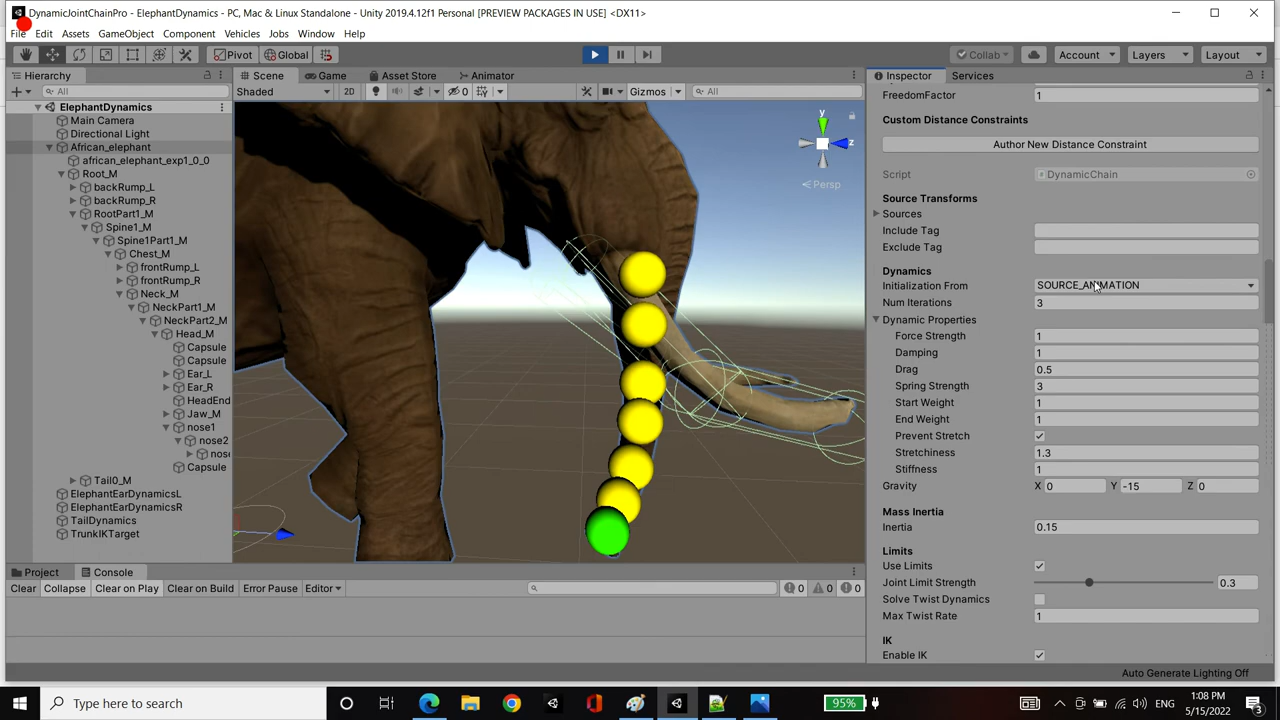 DynamicJointChainPro - ElephantDynamics - PC, Mac & Linux Standalone - Unity 2019.4.12f1 Personal [PREVIEW PACKAGES IN USE] <DX11>
File Edit Assets GameObject Component Vehicles Jobs Window Help
Pivot Global Collab Account Layers Layout
Hierarchy Scene Game Asset Store Animator Inspector Services
All Shaded 2D 0 Gizmos All
ElephantDynamics
Main Camera
Directional Light
African_elephant
african_elephant_exp1_0_0
Root_M
backRump_L
backRump_R
RootPart1_M
Spine1_M
Spine1Part1_M
Chest_M
frontRump_L
frontRump_R
Neck_M
NeckPart1_M
NeckPart2_M
Head_M
Capsule
Capsule
Ear_L
Ear_R
HeadEnd
Jaw_M
nose1
nose2
nos
Capsule
Tail0_M
ElephantEarDynamicsL
ElephantEarDynamicsR
TailDynamics
TrunkIKTarget
y
z
Persp
FreedomFactor 1
Custom Distance Constraints
Author New Distance Constraint
Script DynamicChain
Source Transforms
Sources
Include Tag
Exclude Tag
Dynamics
Initialization From SOURCE_ANIMATION
Num Iterations 3
Dynamic Properties
Force Strength 1
Damping 1
Drag 0.5
Spring Strength 3
Start Weight 1
End Weight 1
Prevent Stretch
Stretchiness 1.3
Stiffness 1
Gravity X 0 Y -15 Z 0
Mass Inertia
Inertia 0.15
Limits
Use Limits
Joint Limit Strength 0.3
Solve Twist Dynamics
Max Twist Rate 1
IK
Enable IK
Project Console
Clear Collapse Clear on Play Clear on Build Error Pause Editor 0 0 0
Auto Generate Lighting Off
Type here to search
95%
ENG
1:08 PM
5/15/2022
3